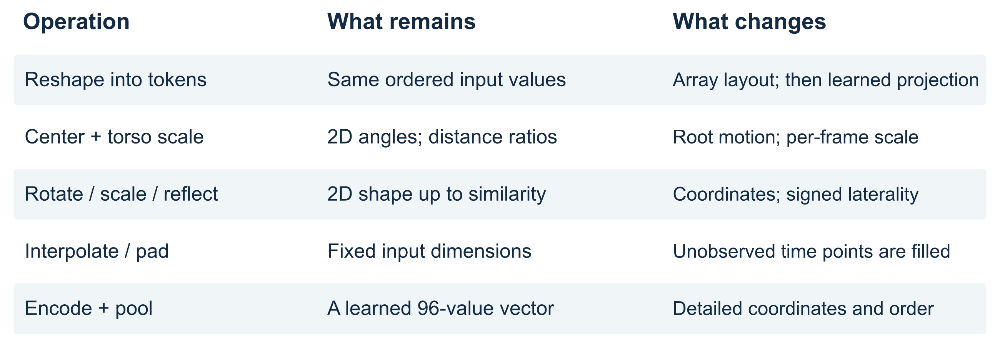 Operation What remains What changes
Reshape into tokens Same ordered input values Array layout; then learned projection
Center + torso scale 2D angles; distance ratios Root motion; per-frame scale
Rotate / scale / reflect 2D shape up to similarity Coordinates; signed laterality
Interpolate / pad Fixed input dimensions Unobserved time points are filled
Encode + pool A learned 96-value vector Detailed coordinates and order